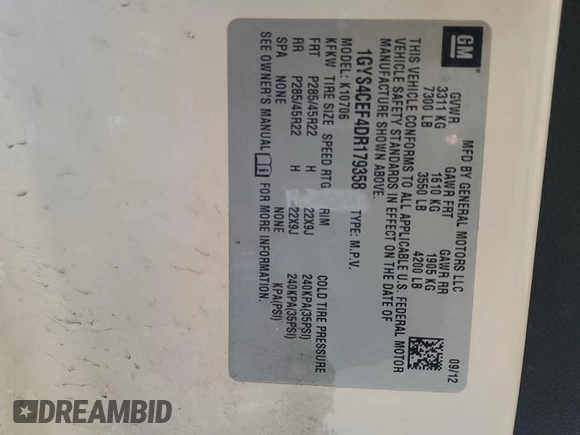 GM
MFD BY GENERAL MOTORS LLC
GVWR GAWR FRT GAWR RR
3311 KG 1610 KG 1905 KG
7300 LB 3550 LB 4200 LB
09/12
THIS VEHICLE CONFORMS TO ALL APPLICABLE U.S. FEDERAL MOTOR
VEHICLE SAFETY STANDARDS IN EFFECT ON THE DATE OF
MANUFACTURE SHOWN ABOVE.
1GYS4CEF4DR179358 TYPE: M.P.V.
MODEL: K10706
KFKW TIRE SIZE SPEED RTG RIM COLD TIRE PRESSURE
FRT P285/45R22 H 22X9J 240KPA(35PSI)
RR P285/45R22 H 22X9J 240KPA(35PSI)
SPA NONE NONE KPA(PSI)
SEE OWNER'S MANUAL FOR ADDITIONAL INFORMATION.
DREAMBID